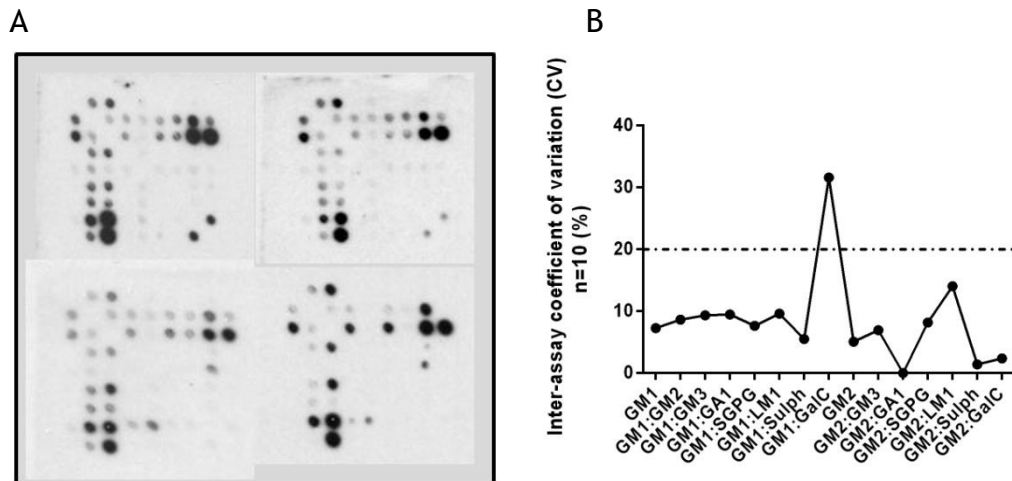 A
B
Inter-assay coefficient of variation (CV)
n=10 (%)
40
30
20
10
0
GM1
GM1:GM2
GM1:GM3
GM1:GA1
GM1:SGPG
GM1:LM1
GM1:Sulph
GM1:GalC
GM2
GM2:GM3
GM2:GA1
GM2:SGPG
GM2:LM1
GM2:Sulph
GM2:GalC